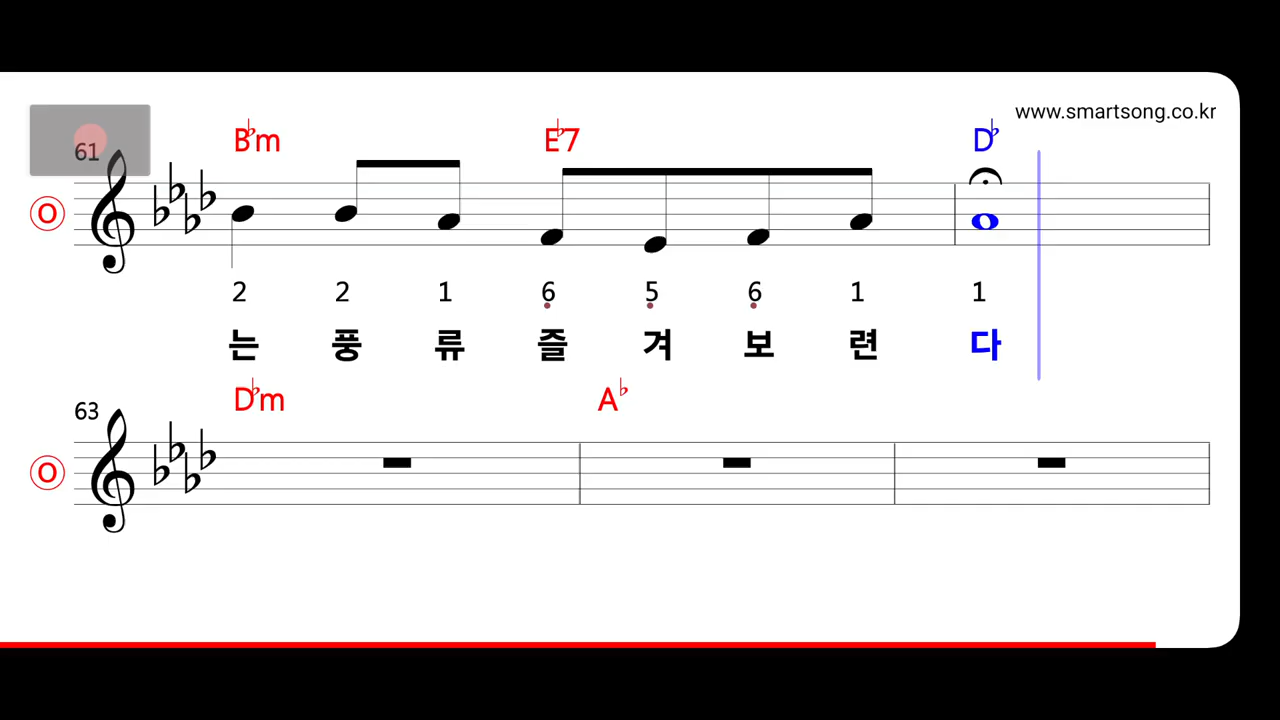 www.smartsong.co.kr
61 B♭m E♭7 D♭
O
2 2 1 6 5 6 1 1
는 풍 류 즐 겨 보 련 다
63 D♭m A♭
O